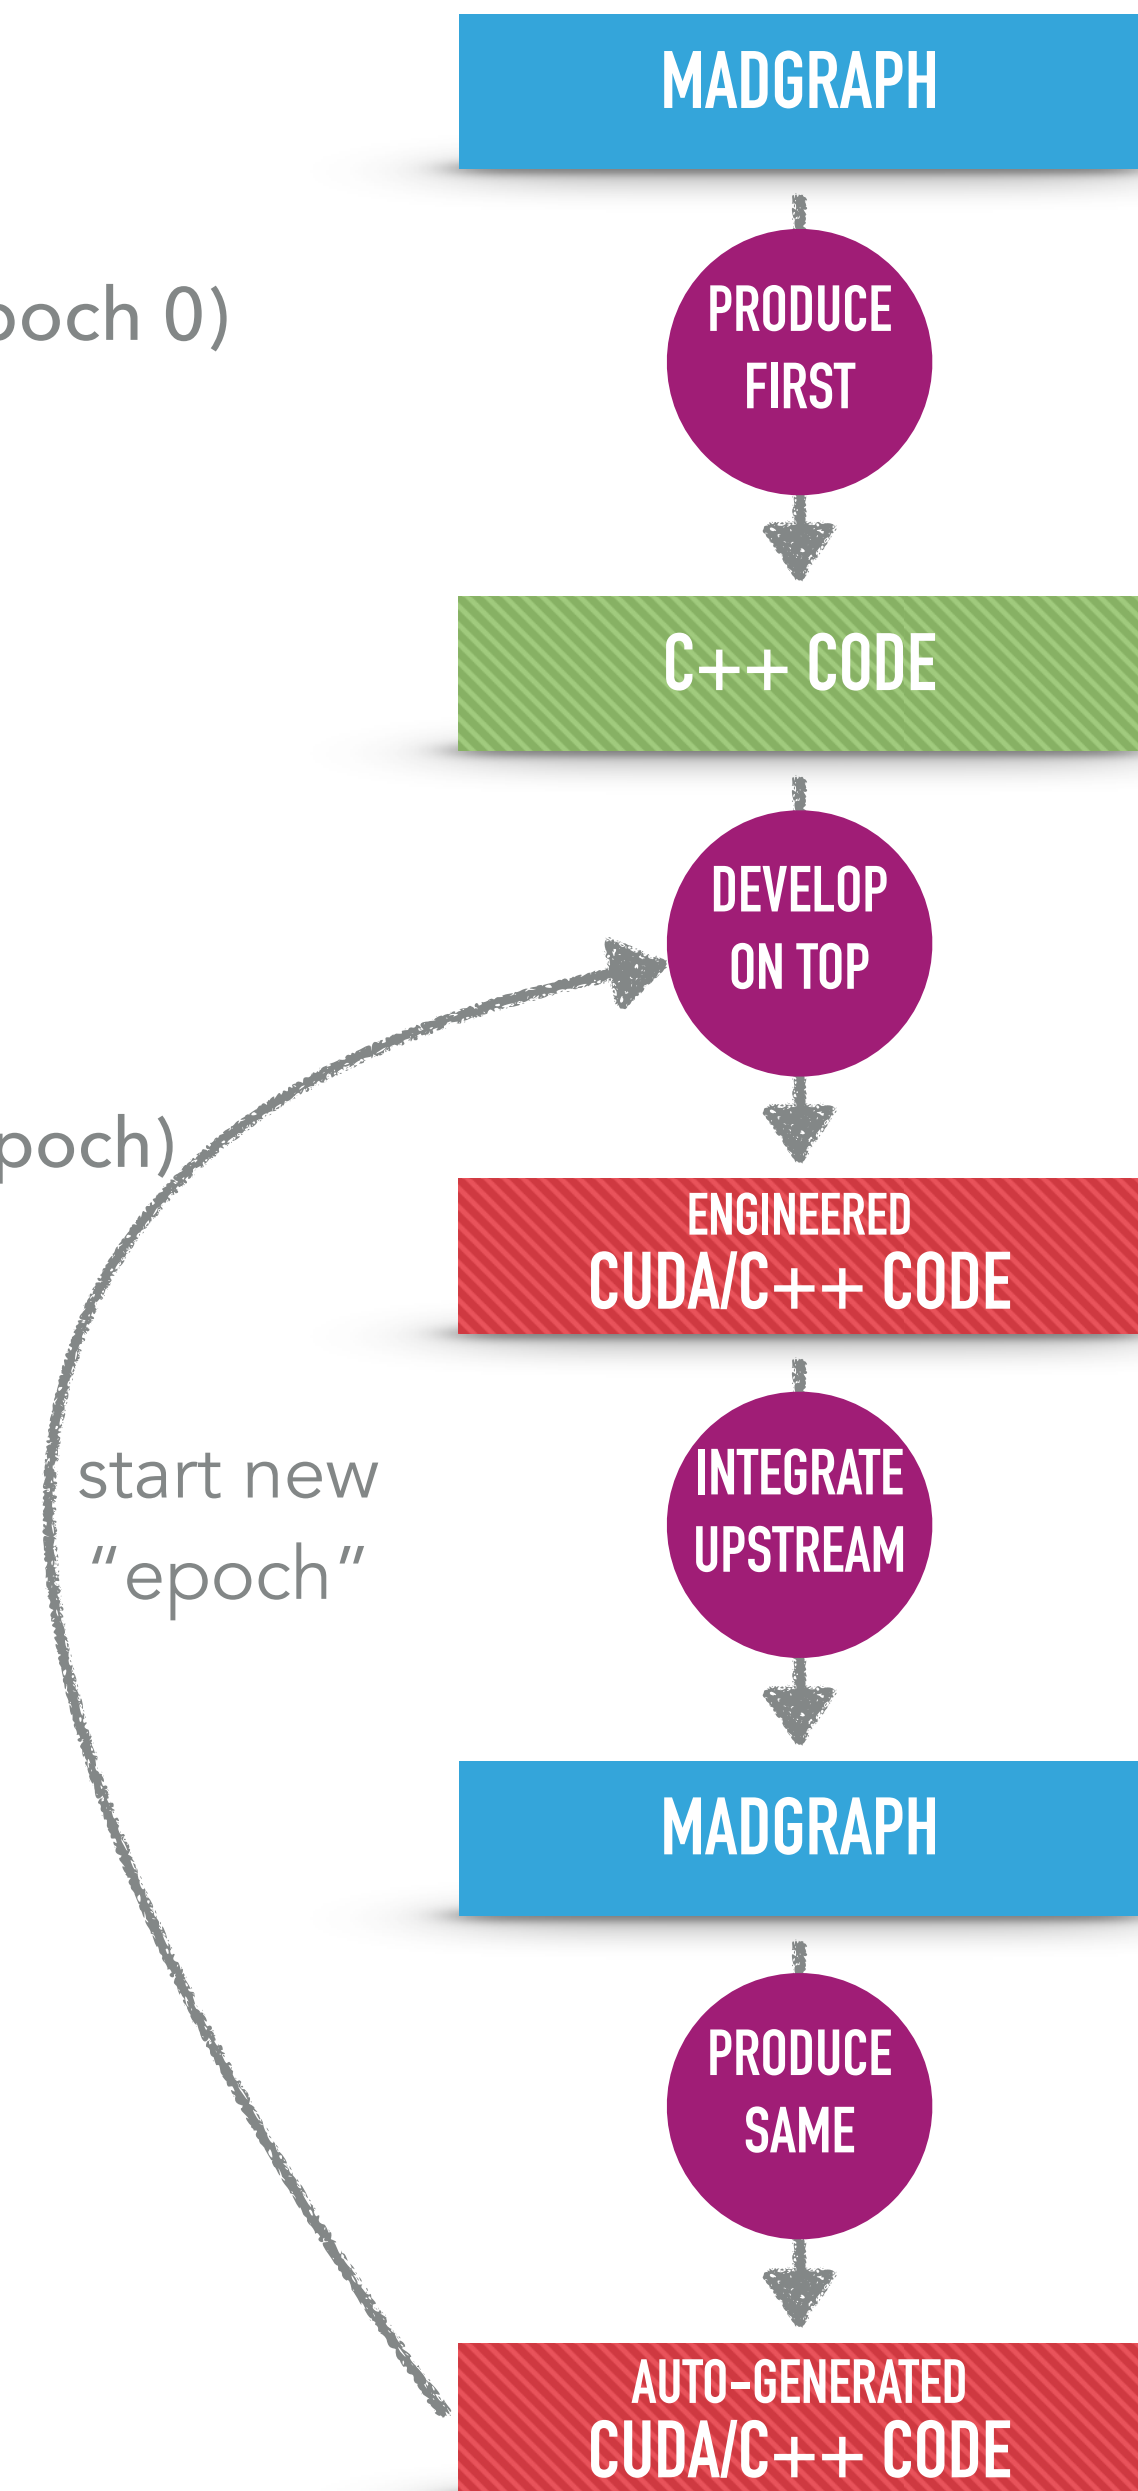 MADGRAPH
poch 0)
PRODUCE
FIRST
C++ CODE
DEVELOP
ON TOP
poch)
ENGINEERED
CUDA/C++ CODE
start new
“epoch”
INTEGRATE
UPSTREAM
MADGRAPH
PRODUCE
SAME
AUTO-GENERATED
CUDA/C++ CODE